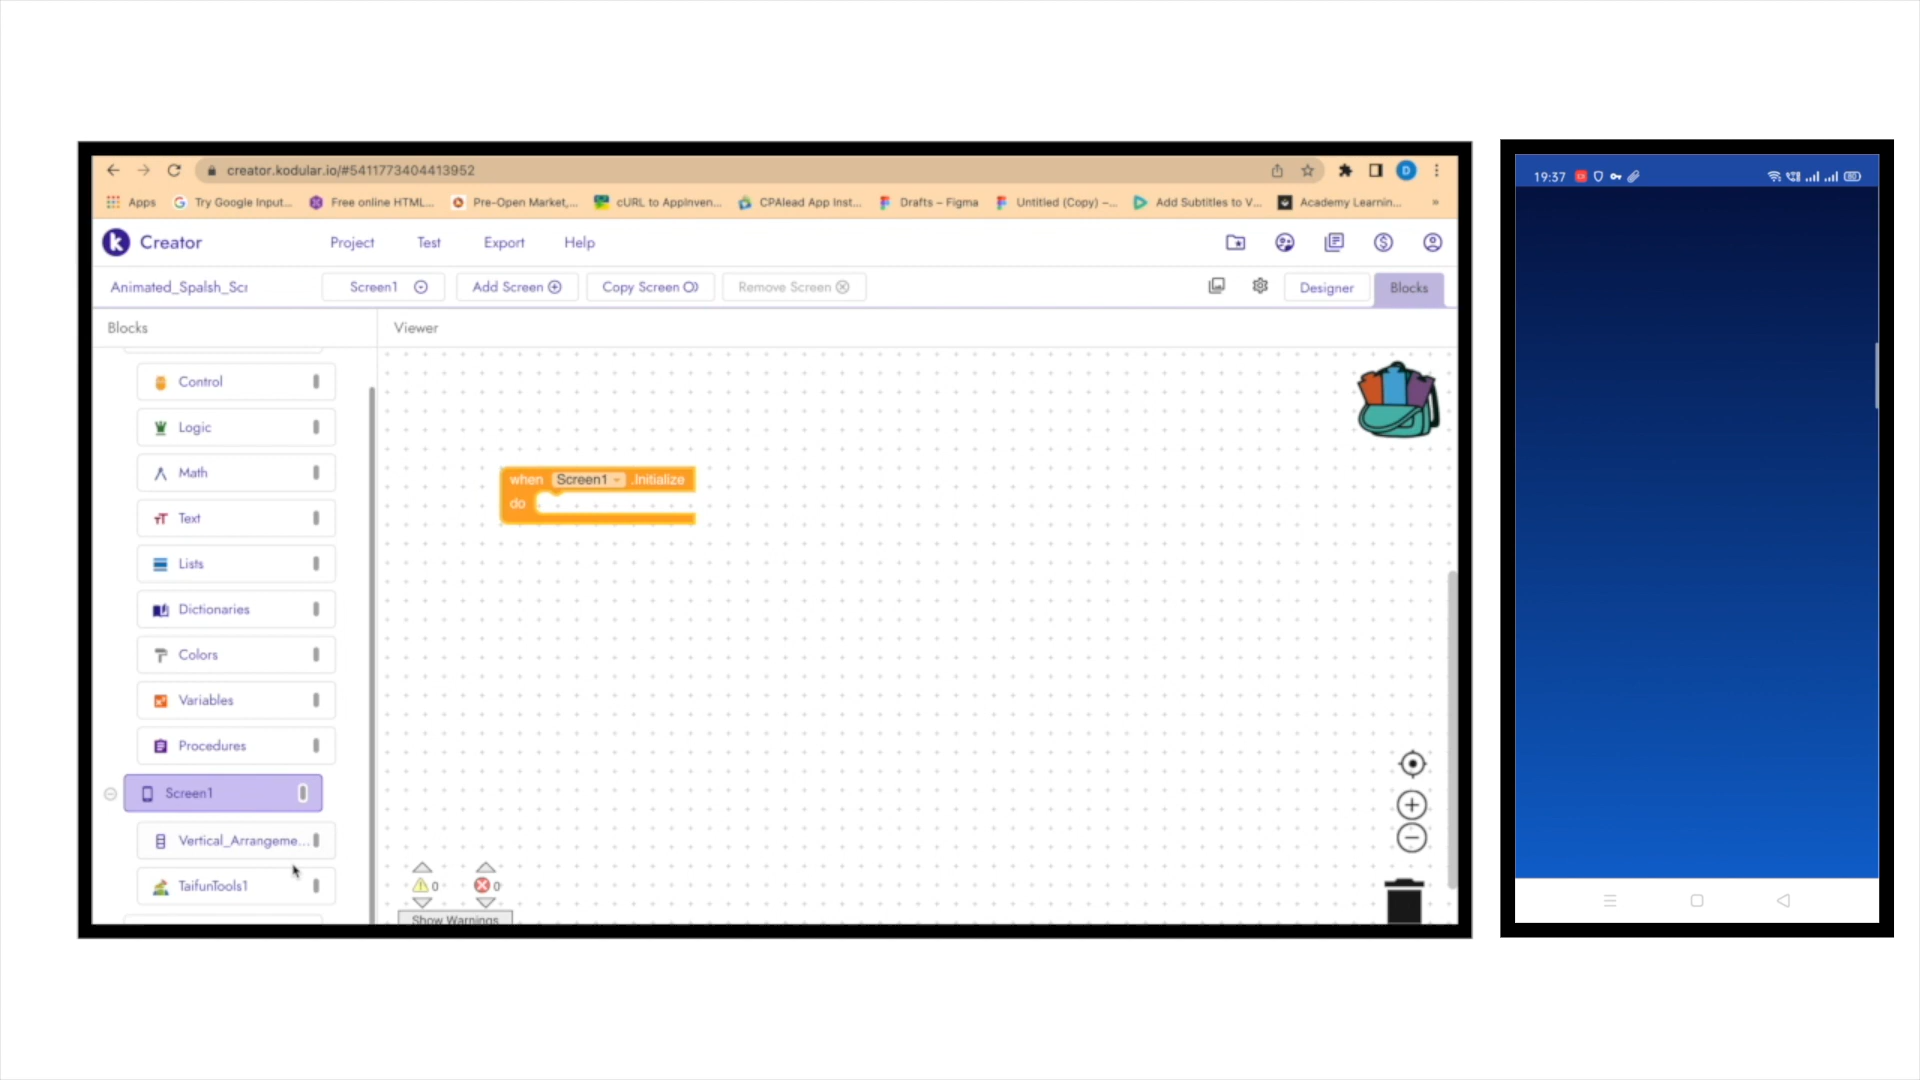 creator.kodular.io/#5411773404413952
Apps Try Google Input... Free online HTML... Pre-Open Market,... cURL to AppInven... CPAlead App Inst... Drafts – Figma Untitled (Copy) –... Add Subtitles to V... Academy Learnin... »
Creator Project Test Export Help
Animated_Spalsh_Scr Screen1 Add Screen Copy Screen Remove Screen Designer Blocks
Blocks Viewer
Control
Logic
Math
Text
Lists
Dictionaries
Colors
Variables
Procedures
Screen1
Vertical_Arrangeme...
TaifunTools1
when Screen1 .Initialize
do
0 0
Show Warnings
D
19:37